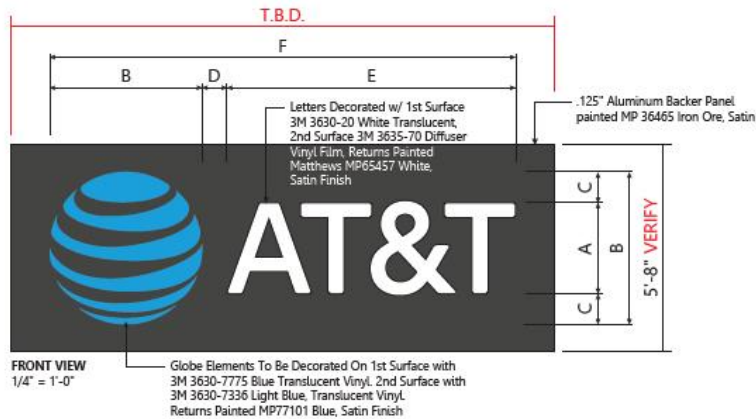 T.B.D.
F
B
D
E
Letters Decorated w/ 1st Surface
3M 3630-20 White Translucent,
2nd Surface 3M 3635-70 Diffuser
Vinyl Film, Returns Painted
Matthews MP65457 White,
Satin Finish
.125" Aluminum Backer Panel
painted MP 36465 Iron Ore, Satin
AT&T
C
A
B
C
5'-8" VERIFY
FRONT VIEW
1/4" = 1'-0"
Globe Elements To Be Decorated On 1st Surface with
3M 3630-7775 Blue Translucent Vinyl. 2nd Surface with
3M 3630-7336 Light Blue, Translucent Vinyl.
Returns Painted MP77101 Blue, Satin Finish